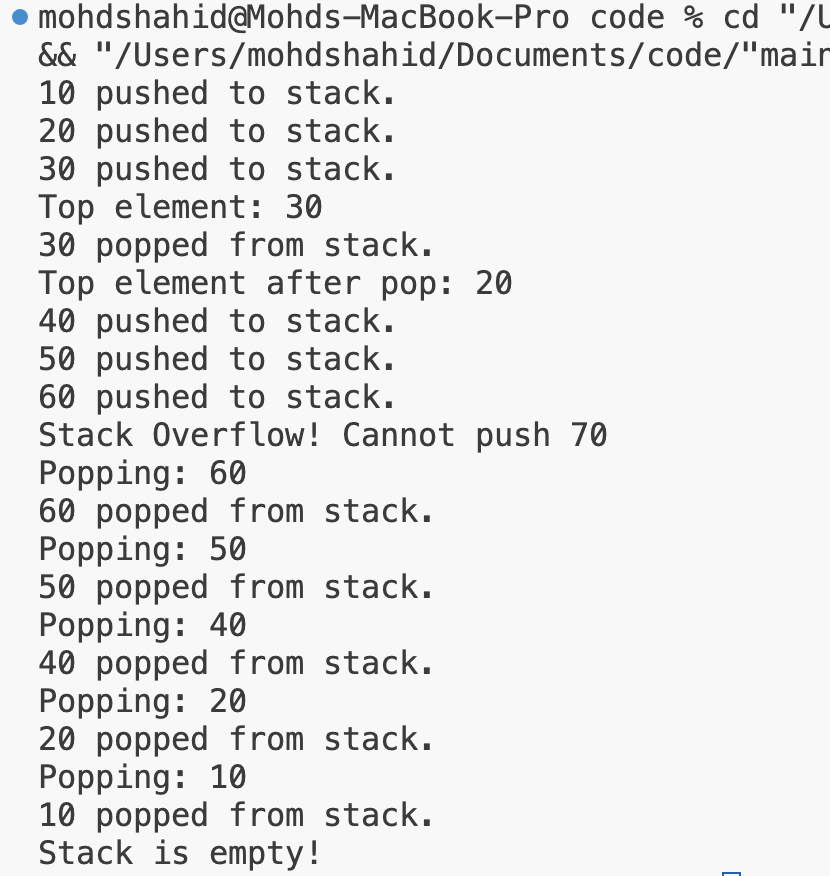 mohdshahid@Mohds-MacBook-Pro code % cd "/U
&& "/Users/mohdshahid/Documents/code/"main
10 pushed to stack.
20 pushed to stack.
30 pushed to stack.
Top element: 30
30 popped from stack.
Top element after pop: 20
40 pushed to stack.
50 pushed to stack.
60 pushed to stack.
Stack Overflow! Cannot push 70
Popping: 60
60 popped from stack.
Popping: 50
50 popped from stack.
Popping: 40
40 popped from stack.
Popping: 20
20 popped from stack.
Popping: 10
10 popped from stack.
Stack is empty!